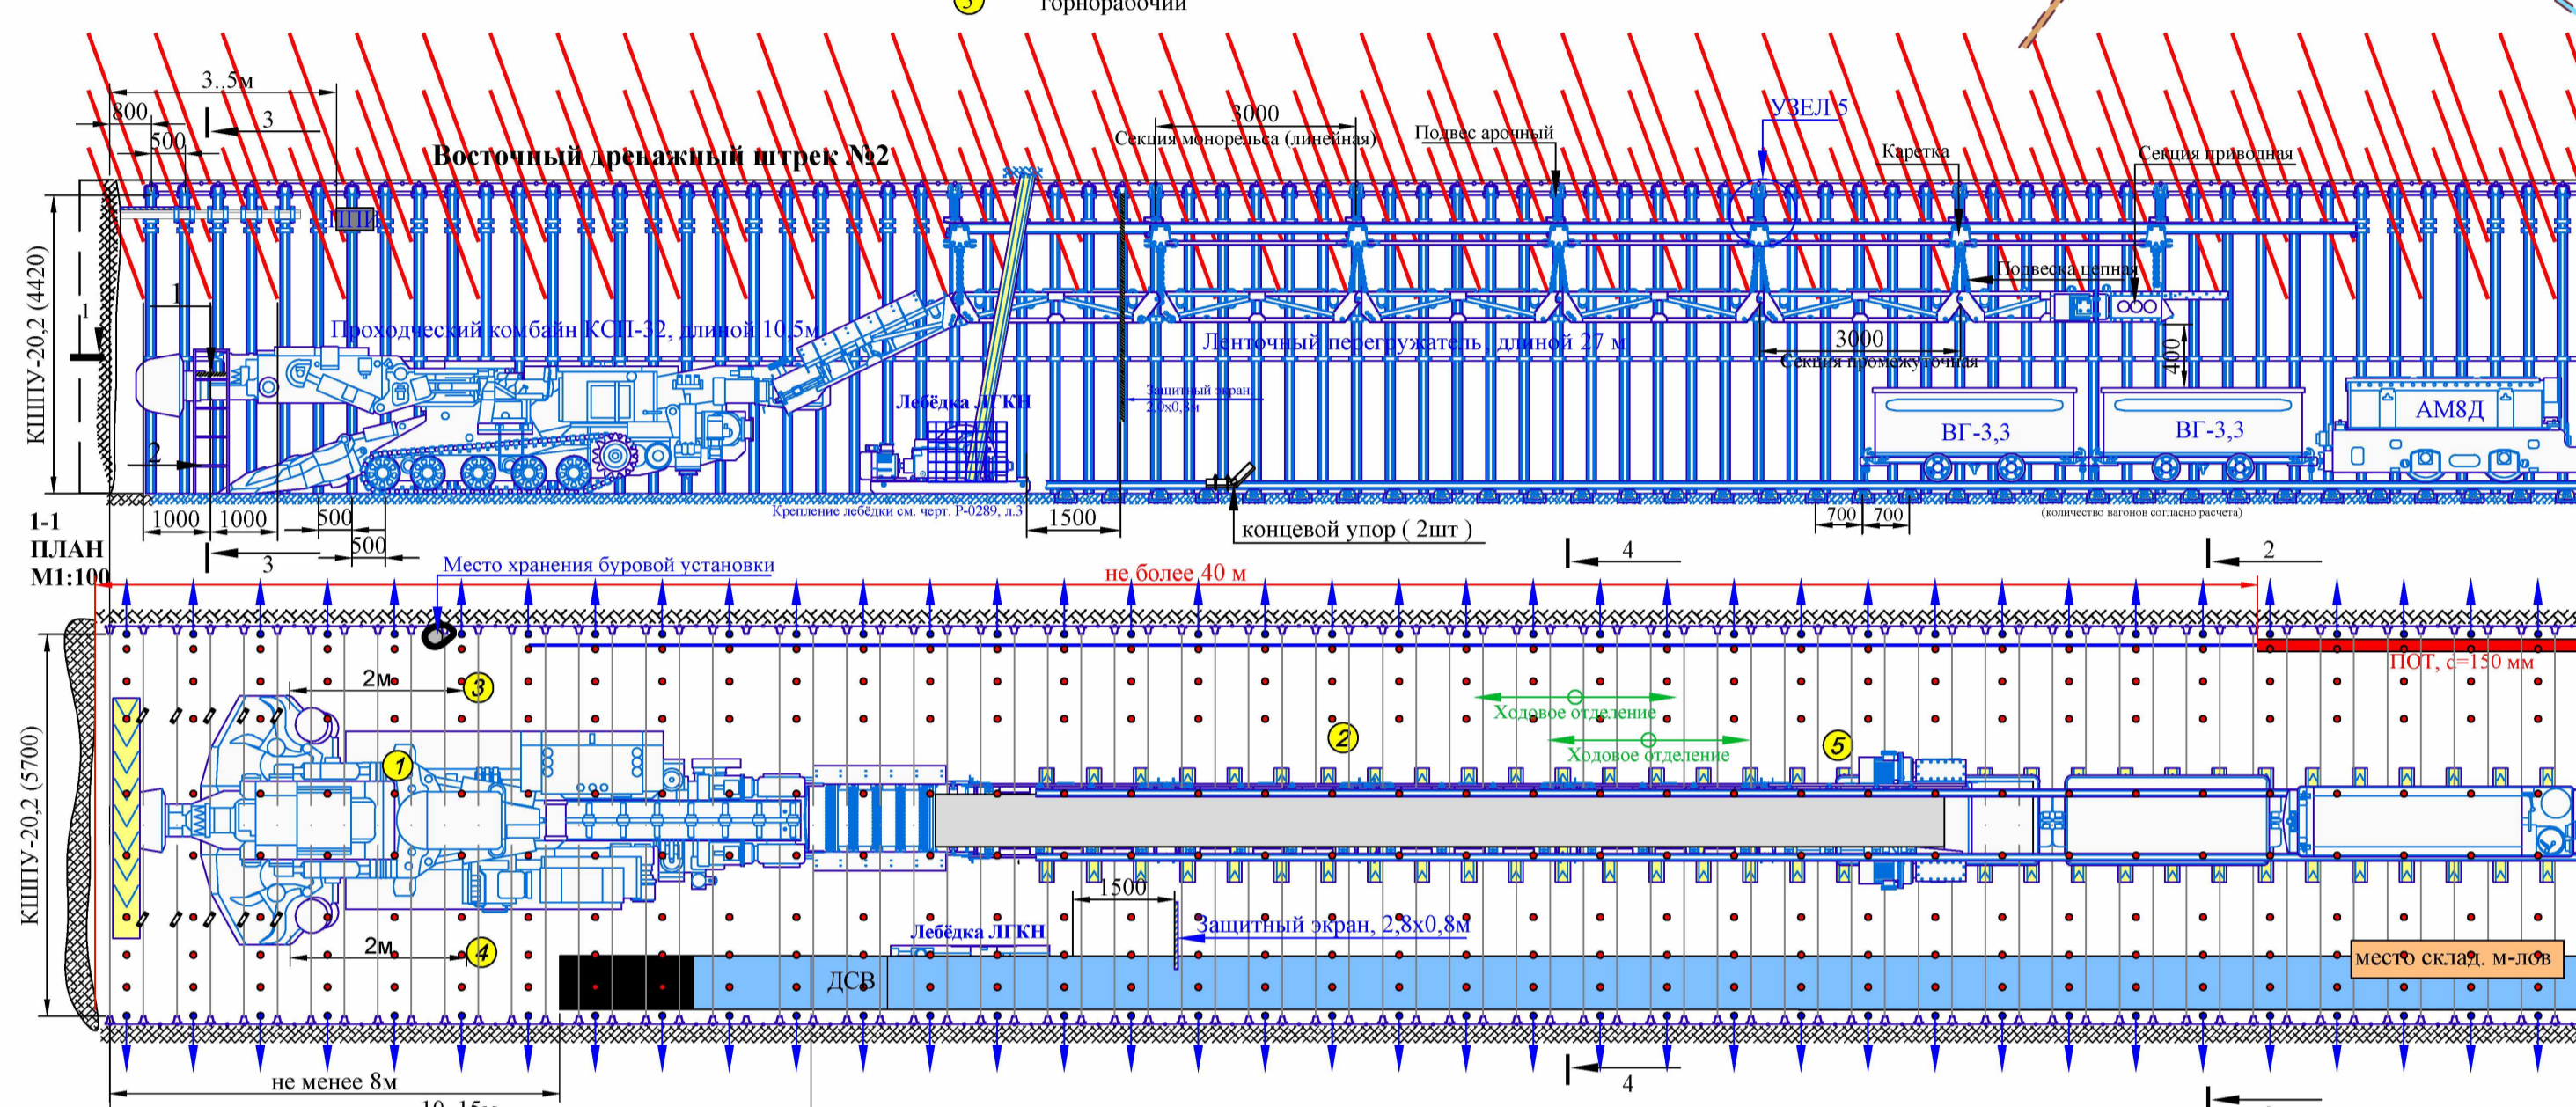 5 горнорабочий
3..5м
800
3
500
3000
УЗЕЛ 5
Секция монорельса (линейная)
Подвес арочный
Каретка
Секция приводная
Восточный дренажный штрек №2
ППИ
КШПУ-20,2 (4420)
Подвеска цепная
1
1
Проходческий комбайн КСП-32, длиной 10,5м
Ленточный перегружатель, длиной 27 м
3000
Секция промежуточная
400
Защитный экран
2,0х0,8м
Лебёдка ЛГКН
ВГ-3,3
ВГ-3,3
АМ8Д
2
Крепление лебёдки см. черт. Р-0289, л.3
1000
1000
500
500
1500
концевой упор ( 2шт )
700
700
(количество вагонов согласно расчета)
1-1
ПЛАН
М1:100
3
4
2
Место хранения буровой установки
не более 40 м
ПОТ, с=150 мм
2м
3
Ходовое отделение
2
5
Ходовое отделение
1
КШПУ-20,2 (5700)
1500
Лебёдка ЛГКН
Защитный экран, 2,8х0,8м
2м
4
ДСВ
место склад. м-лов
не менее 8м
4